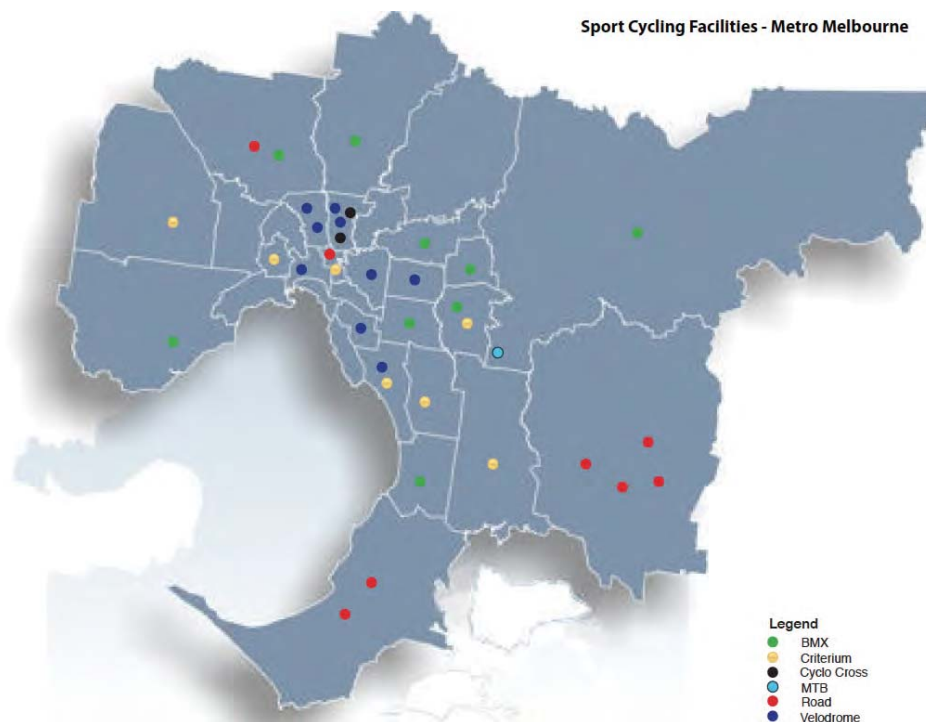 Sport Cycling Facilities - Metro Melbourne
Legend
BMX
Criterium
Cyclo Cross
MTB
Road
Velodrome